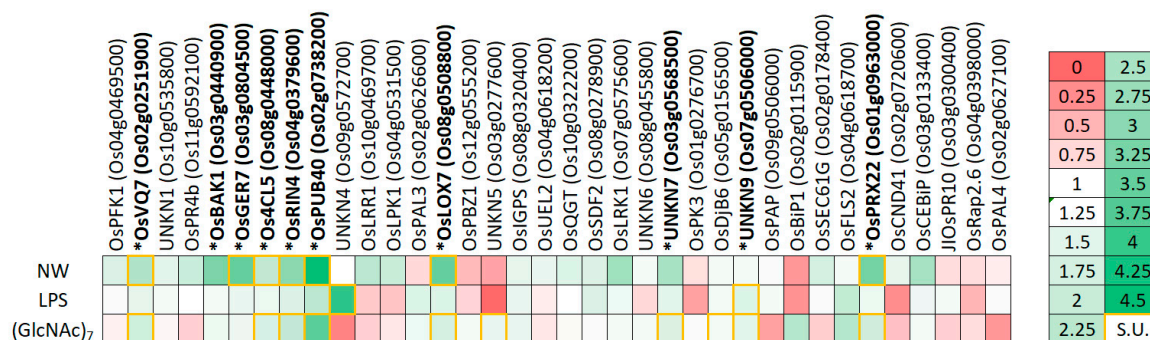 OsPFK1 (Os04g0469500)
*OsVQ7 (Os02g0251900)
UNKN1 (Os10g0535800)
OsPR4b (Os11g0592100)
*OsBAK1 (Os03g0440900)
*OsGER7 (Os03g0804500)
*Os4CL5 (Os08g0448000)
*OsRIN4 (Os04g0379600)
*OsPUB40 (Os02g0738200)
UNKN4 (Os09g0572700)
OsLRR1 (Os10g0469700)
OsLPK1 (Os04g0531500)
OsPAL3 (Os02g0626600)
*OsLOX7 (Os08g0508800)
OsPBZ1 (Os12g0555200)
UNKN5 (Os03g0277600)
OsIGPS (Os08g0320400)
OsUEL2 (Os04g0618200)
OsQGT (Os10g0322200)
OsSDF2 (Os08g0278900)
OsLRK1 (Os07g0575600)
UNKN6 (Os08g0455800)
*UNKN7 (Os03g0568500)
OsPK3 (Os01g0276700)
OsDjB6 (Os05g0156500)
*UNKN9 (Os07g0506000)
OsPAP (Os09g0506000)
OsBiP1 (Os02g0115900)
OsSEC61G (Os02g0178400)
OsFLS2 (Os04g0618700)
*OsPRX22 (Os01g0963000)
OsCND41 (Os02g0720600)
OsCEBiP (Os03g0133400)
JIOsPR10 (Os03g0300400)
OsRap2.6 (Os04g0398000)
OsPAL4 (Os02g0627100)
NW
LPS
(GlcNAc)7
0 2.5
0.25 2.75
0.5 3
0.75 3.25
1 3.5
1.25 3.75
1.5 4
1.75 4.25
2 4.5
2.25 S.U.